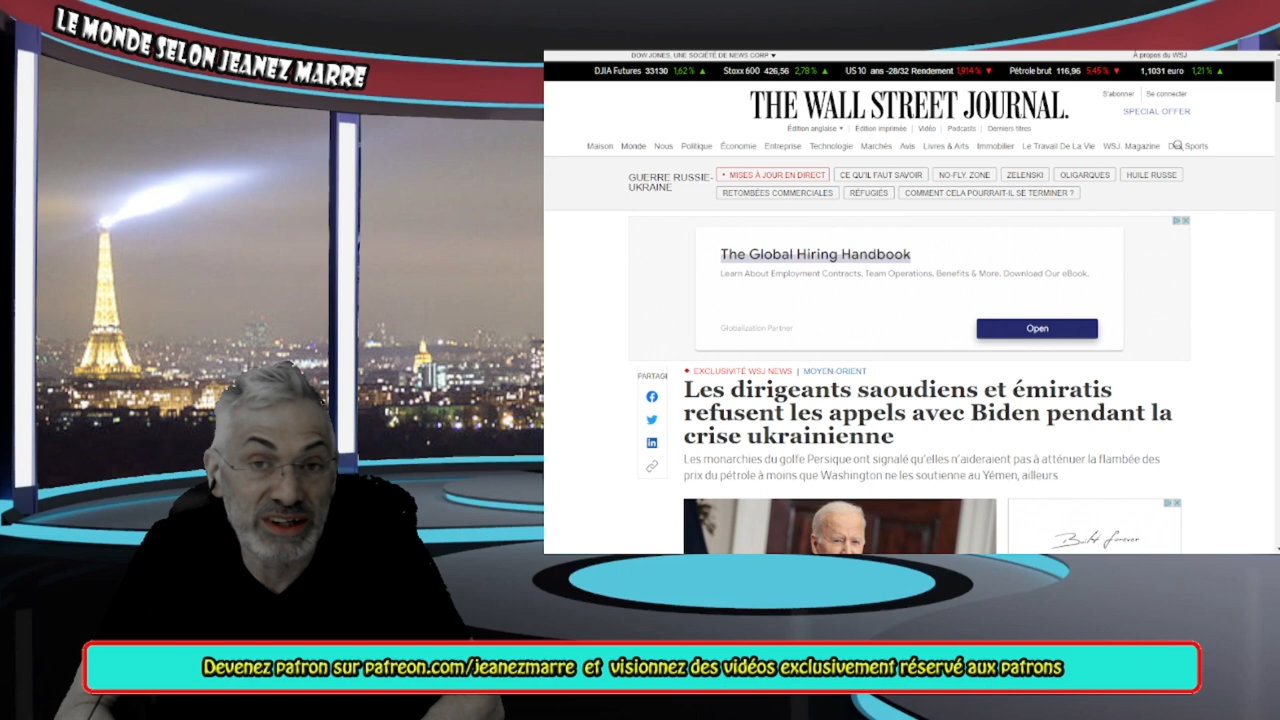 LE MONDE SELON JEANEZ MARRE
DOW JONES, UNE SOCIÉTÉ DE NEWS CORP ▼
À propos du WSJ
DJIA Futures 33130 1,62 % ▲ Stoxx 600 426,56 2,78 % ▲ US 10 ans -28/32 Rendement 1,914 % ▼ Pétrole brut 116,96 5,45 % ▼ 1,1031 euro 1,21 % ▲
THE WALL STREET JOURNAL.
S'abonner | Se connecter
SPECIAL OFFER
Édition anglaise ▼ | Édition imprimée | Vidéo | Podcasts | Derniers titres
Maison Monde Nous Politique Économie Entreprise Technologie Marchés Avis Livres & Arts Immobilier Le Travail De La Vie WSJ Magazine Sports
GUERRE RUSSIE-
UKRAINE
• MISES À JOUR EN DIRECT CE QU'IL FAUT SAVOIR NO-FLY ZONE ZELENSKI OLIGARQUES HUILE RUSSE
RETOMBÉES COMMERCIALES RÉFUGIÉS COMMENT CELA POURRAIT-IL SE TERMINER ?
The Global Hiring Handbook
Learn About Employment Contracts, Team Operations, Benefits & More. Download Our eBook.
Globalization Partner
Open
PARTAGE
EXCLUSIVITÉ WSJ NEWS | MOYEN-ORIENT
Les dirigeants saoudiens et émiratis
refusent les appels avec Biden pendant la
crise ukrainienne
Les monarchies du golfe Persique ont signalé qu'elles n'aideraient pas à atténuer la flambée des
prix du pétrole à moins que Washington ne les soutienne au Yémen, ailleurs
Devenez patron sur patreon.com/jeanezmarre et visionnez des vidéos exclusivement réservé aux patrons